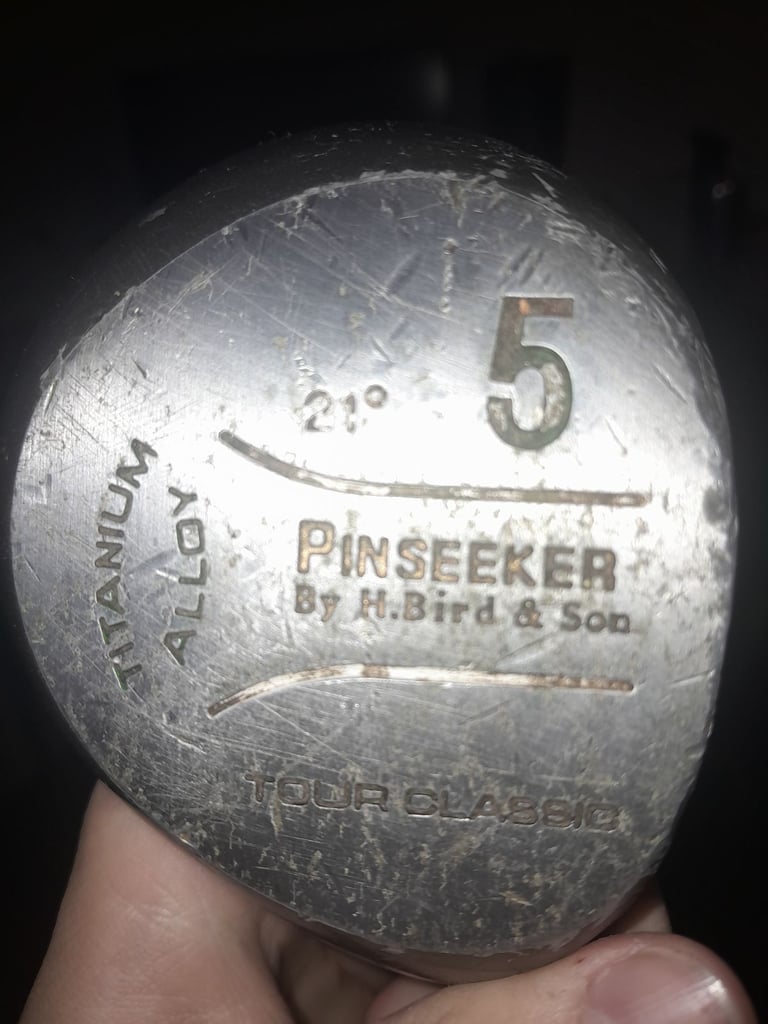 5
21°
PINSEEKER
By H.Bird & Son
TITANIUM
ALLOY
TOUR CLASSIC